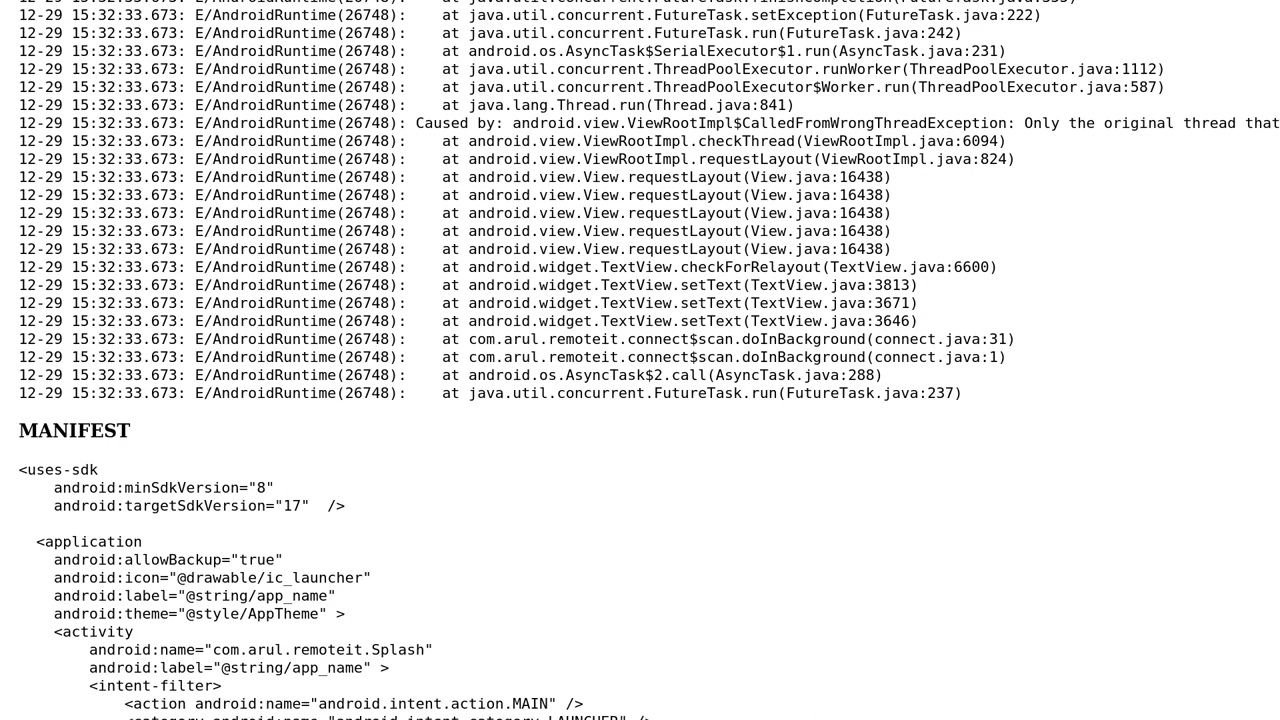 12-29 15:32:33.673: E/AndroidRuntime(26748):    at java.util.concurrent.FutureTask.setException(FutureTask.java:222)
12-29 15:32:33.673: E/AndroidRuntime(26748):    at java.util.concurrent.FutureTask.run(FutureTask.java:242)
12-29 15:32:33.673: E/AndroidRuntime(26748):    at android.os.AsyncTask$SerialExecutor$1.run(AsyncTask.java:231)
12-29 15:32:33.673: E/AndroidRuntime(26748):    at java.util.concurrent.ThreadPoolExecutor.runWorker(ThreadPoolExecutor.java:1112)
12-29 15:32:33.673: E/AndroidRuntime(26748):    at java.util.concurrent.ThreadPoolExecutor$Worker.run(ThreadPoolExecutor.java:587)
12-29 15:32:33.673: E/AndroidRuntime(26748):    at java.lang.Thread.run(Thread.java:841)
12-29 15:32:33.673: E/AndroidRuntime(26748): Caused by: android.view.ViewRootImpl$CalledFromWrongThreadException: Only the original thread that
12-29 15:32:33.673: E/AndroidRuntime(26748):    at android.view.ViewRootImpl.checkThread(ViewRootImpl.java:6094)
12-29 15:32:33.673: E/AndroidRuntime(26748):    at android.view.ViewRootImpl.requestLayout(ViewRootImpl.java:824)
12-29 15:32:33.673: E/AndroidRuntime(26748):    at android.view.View.requestLayout(View.java:16438)
12-29 15:32:33.673: E/AndroidRuntime(26748):    at android.view.View.requestLayout(View.java:16438)
12-29 15:32:33.673: E/AndroidRuntime(26748):    at android.view.View.requestLayout(View.java:16438)
12-29 15:32:33.673: E/AndroidRuntime(26748):    at android.view.View.requestLayout(View.java:16438)
12-29 15:32:33.673: E/AndroidRuntime(26748):    at android.view.View.requestLayout(View.java:16438)
12-29 15:32:33.673: E/AndroidRuntime(26748):    at android.widget.TextView.checkForRelayout(TextView.java:6600)
12-29 15:32:33.673: E/AndroidRuntime(26748):    at android.widget.TextView.setText(TextView.java:3813)
12-29 15:32:33.673: E/AndroidRuntime(26748):    at android.widget.TextView.setText(TextView.java:3671)
12-29 15:32:33.673: E/AndroidRuntime(26748):    at android.widget.TextView.setText(TextView.java:3646)
12-29 15:32:33.673: E/AndroidRuntime(26748):    at com.arul.remoteit.connect$scan.doInBackground(connect.java:31)
12-29 15:32:33.673: E/AndroidRuntime(26748):    at com.arul.remoteit.connect$scan.doInBackground(connect.java:1)
12-29 15:32:33.673: E/AndroidRuntime(26748):    at android.os.AsyncTask$2.call(AsyncTask.java:288)
12-29 15:32:33.673: E/AndroidRuntime(26748):    at java.util.concurrent.FutureTask.run(FutureTask.java:237)
MANIFEST
<uses-sdk
    android:minSdkVersion="8"
    android:targetSdkVersion="17"  />
  <application
    android:allowBackup="true"
    android:icon="@drawable/ic_launcher"
    android:label="@string/app_name"
    android:theme="@style/AppTheme" >
    <activity
        android:name="com.arul.remoteit.Splash"
        android:label="@string/app_name" >
        <intent-filter>
            <action android:name="android.intent.action.MAIN" />